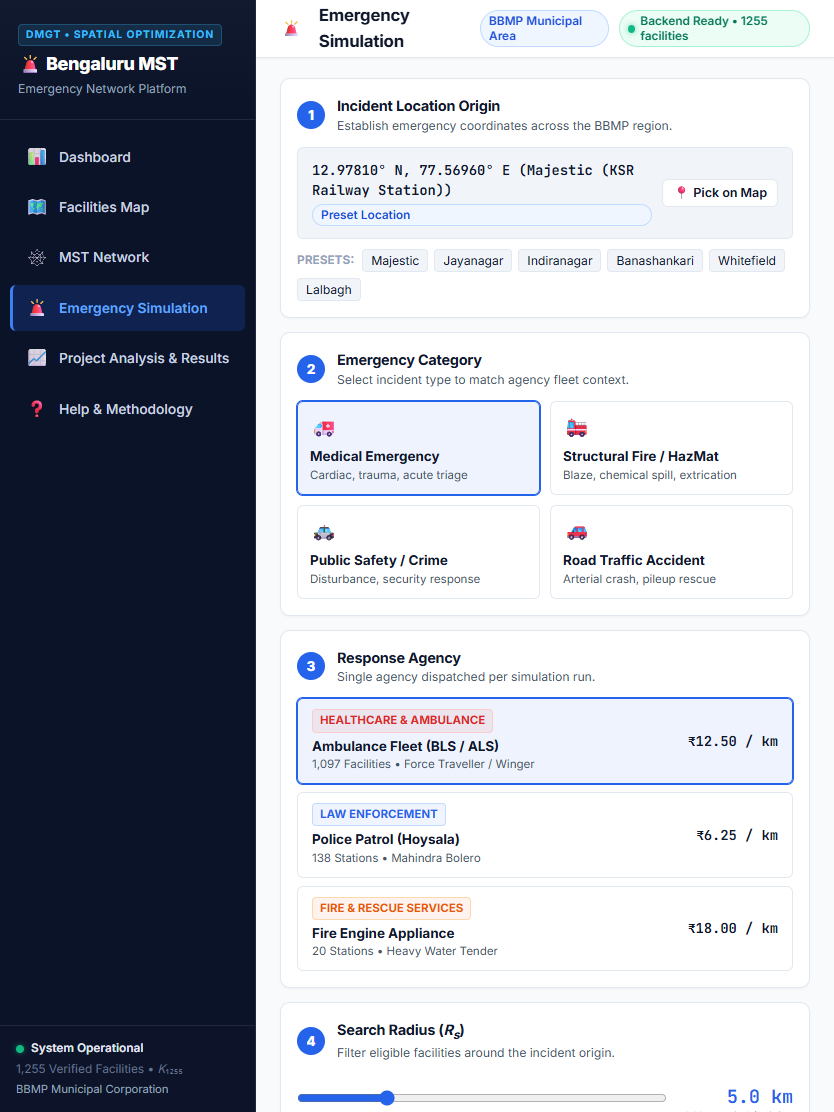 DMGT • SPATIAL OPTIMIZATION
Bengaluru MST
Emergency Network Platform
Dashboard
Facilities Map
MST Network
Emergency Simulation
Project Analysis & Results
Help & Methodology
System Operational
1,255 Verified Facilities • K₁₂₅₅
BBMP Municipal Corporation
Emergency
Simulation
BBMP Municipal
Area
Backend Ready • 1255
facilities
1
Incident Location Origin
Establish emergency coordinates across the BBMP region.
12.97810° N, 77.56960° E (Majestic (KSR
Railway Station))
Preset Location
Pick on Map
PRESETS: Majestic Jayanagar Indiranagar Banashankari Whitefield
Lalbagh
2
Emergency Category
Select incident type to match agency fleet context.
Medical Emergency
Cardiac, trauma, acute triage
Structural Fire / HazMat
Blaze, chemical spill, extrication
Public Safety / Crime
Disturbance, security response
Road Traffic Accident
Arterial crash, pileup rescue
3
Response Agency
Single agency dispatched per simulation run.
HEALTHCARE & AMBULANCE
Ambulance Fleet (BLS / ALS)
1,097 Facilities • Force Traveller / Winger
₹12.50 / km
LAW ENFORCEMENT
Police Patrol (Hoysala)
138 Stations • Mahindra Bolero
₹6.25 / km
FIRE & RESCUE SERVICES
Fire Engine Appliance
20 Stations • Heavy Water Tender
₹18.00 / km
4
Search Radius (Rₛ)
Filter eligible facilities around the incident origin.
5.0 km